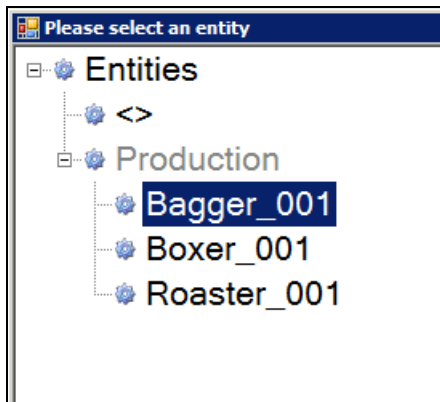 Please select an entity
Entities
<>
Production
Bagger_001
Boxer_001
Roaster_001